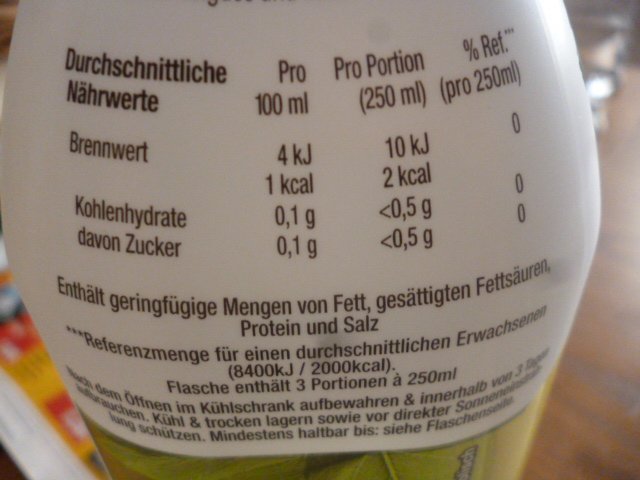 Durchschnittliche Pro Pro Portion % Ref.***
Nährwerte 100 ml (250 ml) (pro 250ml)
Brennwert 4 kJ 10 kJ 0
1 kcal 2 kcal
Kohlenhydrate 0,1 g <0,5 g 0
davon Zucker 0,1 g <0,5 g 0
Enthält geringfügige Mengen von Fett, gesättigten Fettsäuren,
Protein und Salz
***Referenzmenge für einen durchschnittlichen Erwachsenen
(8400kJ / 2000kcal).
Flasche enthält 3 Portionen à 250ml
Nach dem Öffnen im Kühlschrank aufbewahren & innerhalb von 3 Tagen
aufbrauchen. Kühl & trocken lagern sowie vor direkter
schützen. Mindestens haltbar bis: siehe Flaschenseite.